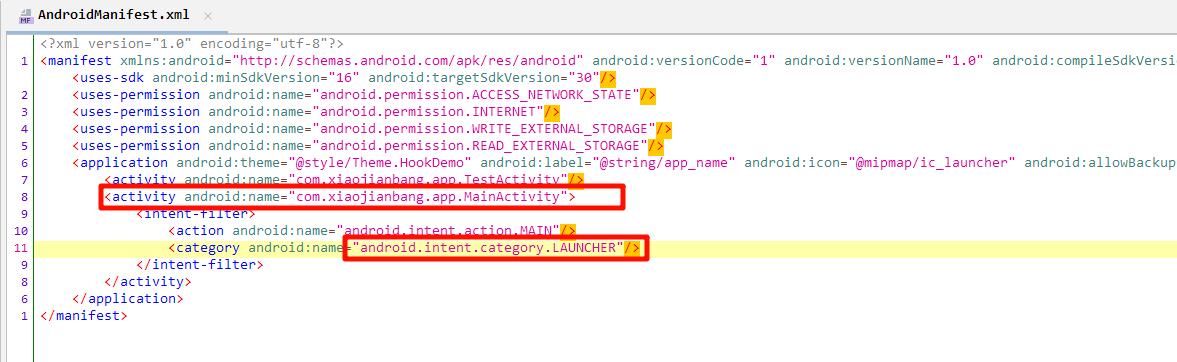 MF AndroidManifest.xml ×
<?xml version="1.0" encoding="utf-8"?>
1 <manifest xmlns:android="http://schemas.android.com/apk/res/android" android:versionCode="1" android:versionName="1.0" android:compileSdkVersi
<uses-sdk android:minSdkVersion="16" android:targetSdkVersion="30"/>
2 <uses-permission android:name="android.permission.ACCESS_NETWORK_STATE"/>
3 <uses-permission android:name="android.permission.INTERNET"/>
4 <uses-permission android:name="android.permission.WRITE_EXTERNAL_STORAGE"/>
5 <uses-permission android:name="android.permission.READ_EXTERNAL_STORAGE"/>
6 <application android:theme="@style/Theme.HookDemo" android:label="@string/app_name" android:icon="@mipmap/ic_launcher" android:allowBackup
7 <activity android:name="com.xiaojianbang.app.TestActivity"/>
8 <activity android:name="com.xiaojianbang.app.MainActivity">
9 <intent-filter>
10 <action android:name="android.intent.action.MAIN"/>
11 <category android:name="android.intent.category.LAUNCHER"/>
9 </intent-filter>
8 </activity>
6 </application>
1 </manifest>